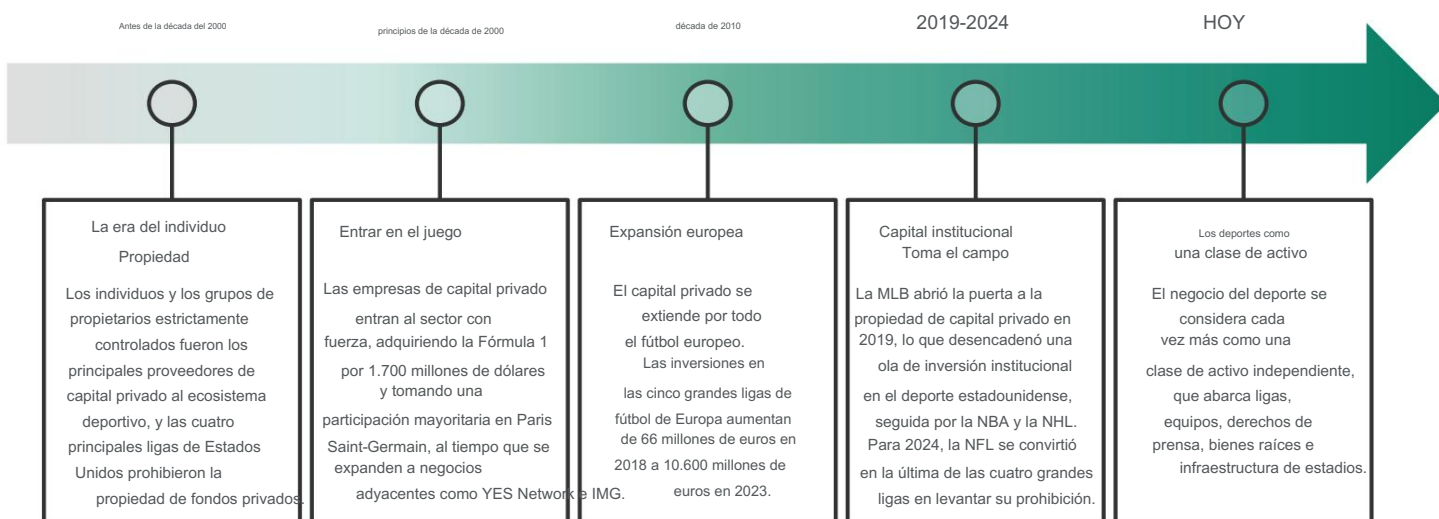 Antes de la década del 2000
La era del individuo
Propiedad
Los individuos y los grupos de
propietarios estrictamente
controlados fueron los
principales proveedores de
capital privado al ecosistema
deportivo, y las cuatro
principales ligas de Estados
Unidos prohibieron la
propiedad de fondos privados.
principios de la década de 2000
Entrar en el juego
Las empresas de capital privado
entran al sector con
fuerza, adquiriendo la Fórmula 1
por 1.700 millones de dólares
y tomando una
participación mayoritaria en Paris
Saint-Germain, al tiempo que se
expanden a negocios
adyacentes como YES Network e IMG.
década de 2010
Expansión europea
El capital privado se
extiende por todo
el fútbol europeo.
Las inversiones en
las cinco grandes ligas de
fútbol de Europa aumentan
de 66 millones de euros en
2018 a 10.600 millones de
euros en 2023.
2019-2024
Capital institucional
Toma el campo
La MLB abrió la puerta a la
propiedad de capital privado en
2019, lo que desencadenó una
ola de inversión institucional
en el deporte estadounidense,
seguida por la NBA y la NHL.
Para 2024, la NFL se convirtió
en la última de las cuatro grandes
ligas en levantar su prohibición.
HOY
Los deportes como
una clase de activo
El negocio del deporte se
considera cada
vez más como una
clase de activo independiente,
que abarca ligas,
equipos, derechos de
prensa, bienes raíces e
infraestructura de estadios.